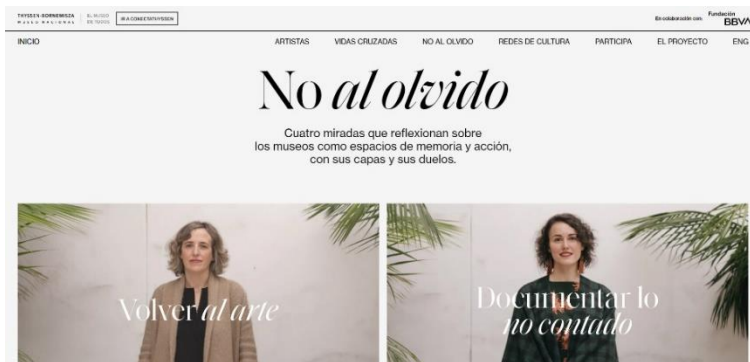 THYSSEN-BORNEMISZA
MUSEO NACIONAL
EL MUSEO
DE TODOS
IR A CONECTATHYSSEN
En colaboración con:
Fundación
BBVA
INICIO
ARTISTAS
VIDAS CRUZADAS
NO AL OLVIDO
REDES DE CULTURA
PARTICIPA
EL PROYECTO
ENG
No al olvido
Cuatro miradas que reflexionan sobre
los museos como espacios de memoria y acción,
con sus capas y sus duelos.
Volver al arte
Documentar lo
no contado